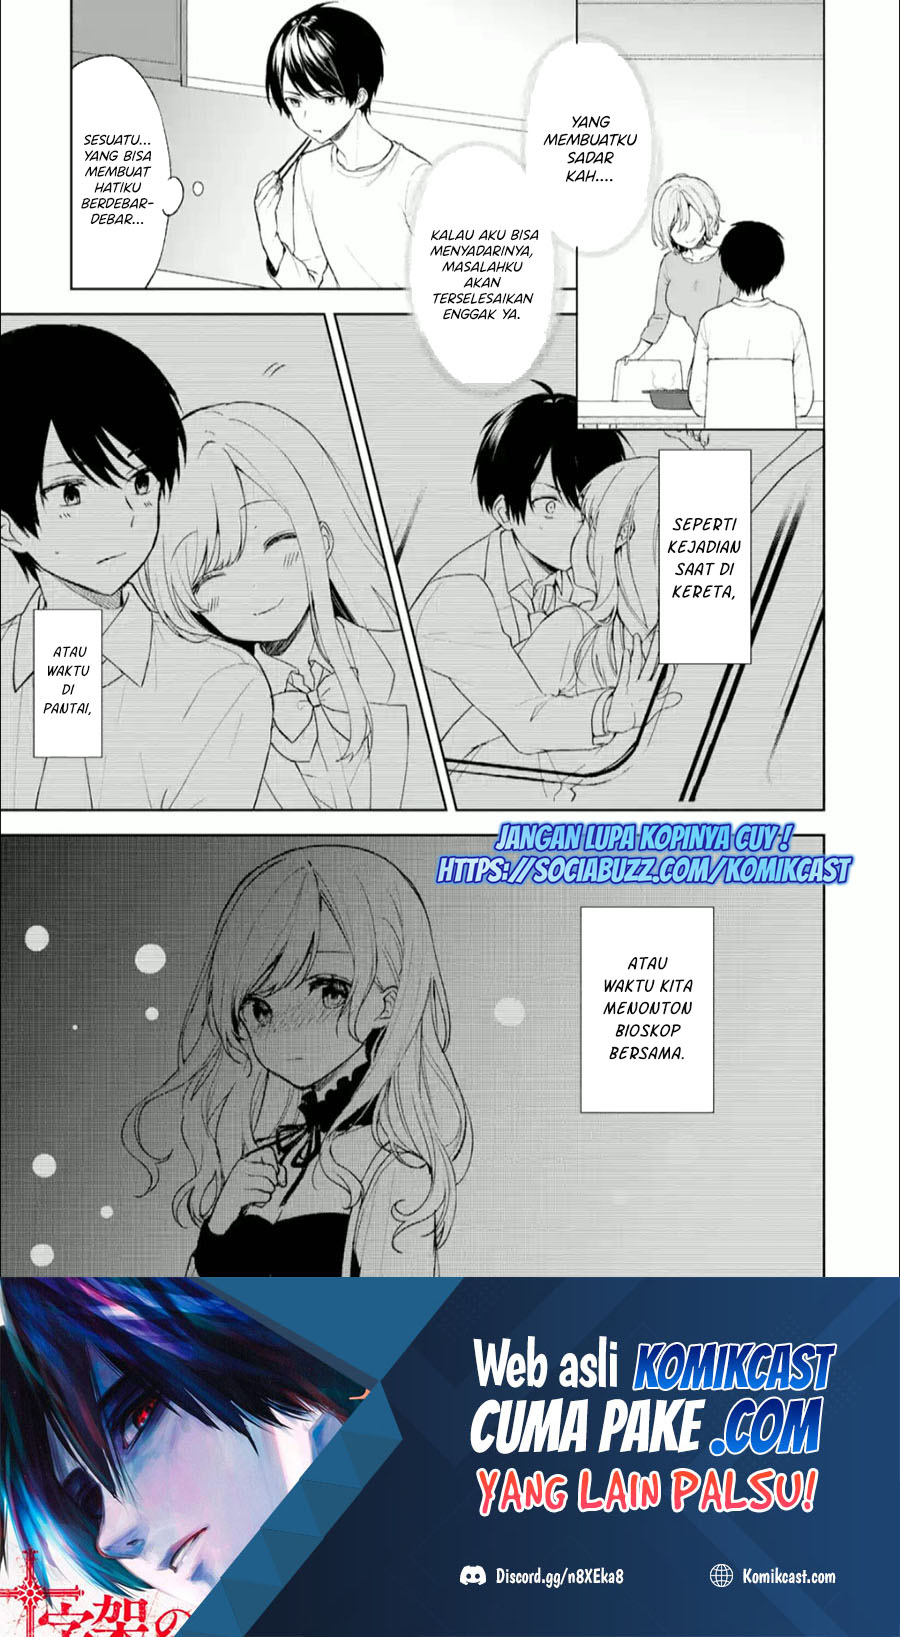 YANG
MEMBUATKU
SADAR
KAH....
KALAU AKU BISA
MENYADARINYA,
MASALAHKU
AKAN
TERSELESAIKAN
ENGGAK YA.
SESUATU...
YANG BISA
MEMBUAT
HATIKU
BERDEBAR-
DEBAR...
SEPERTI
KEJADIAN
SAAT DI
KERETA,
ATAU
WAKTU
DI
PANTAI,
JANGAN LUPA KOPINYA CUY !
HTTPS://SOCIABUZZ.COM/KOMIKCAST
ATAU
WAKTU KITA
MENONTON
BIOSKOP
BERSAMA.
Web asli KOMIKCAST
CUMA PAKE .COM
YANG LAIN PALSU!
Discord.gg/n8XEka8
Komikcast.com
字架の